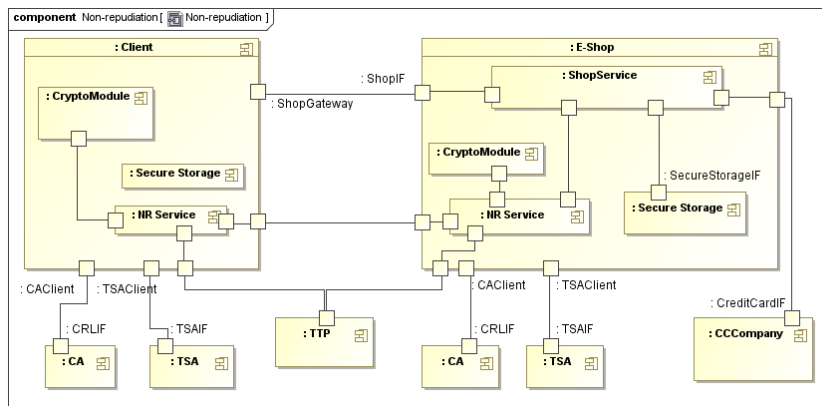 component Non-repudiation [ Non-repudiation ]
: Client
: E-Shop
: ShopIF
: ShopService
: CryptoModule
: ShopGateway
: CryptoModule
: Secure Storage
: SecureStorageIF
: NR Service
: NR Service
: Secure Storage
: CAClient
: TSAClient
: CAClient
: TSAClient
: CreditCardIF
: CRLIF
: TSAIF
: TTP
: CRLIF
: TSAIF
: CCCompany
: CA
: TSA
: CA
: TSA